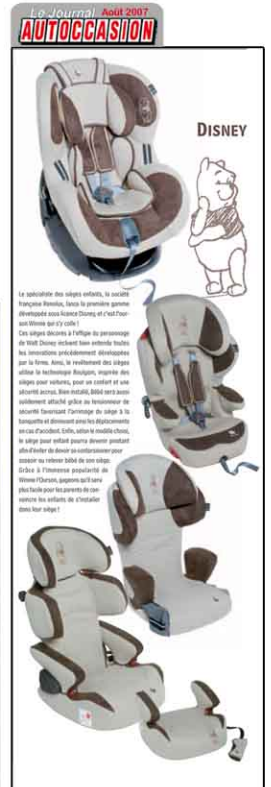 Le Journal Août 2007
AUTOCCASION
DISNEY
Le spécialiste des sièges enfants, la société
française Renolux, lance la première gamme
développée sous licence Disney, et c'est l'our-
son Winnie qui s'y colle !
Ces sièges décorés à l'effigie du personnage
de Walt Disney incluent bien entendu toutes
les innovations précédemment développées
par la firme. Ainsi, le revêtement des sièges
utilise la technologie inspirée des
sièges pour voitures, pour un confort et une
sécurité accrus. Bien installé, Bébé sera aussi
solidement attaché grâce au tensionneur de
sécurité favorisant l'arrimage du siège à la
banquette et diminuant ainsi les déplacements
en cas d'accident. Enfin, selon le modèle choisi,
le siège pour enfant pourra devenir pivotant
afin d'éviter de devoir se contorsionner pour
asseoir ou relever bébé de son siège.
Grâce à l'immense popularité de
Winnie l'Ourson, gageons qu'il sera
plus facile pour les parents de con-
vaincre les enfants de s'installer
dans leur siège !